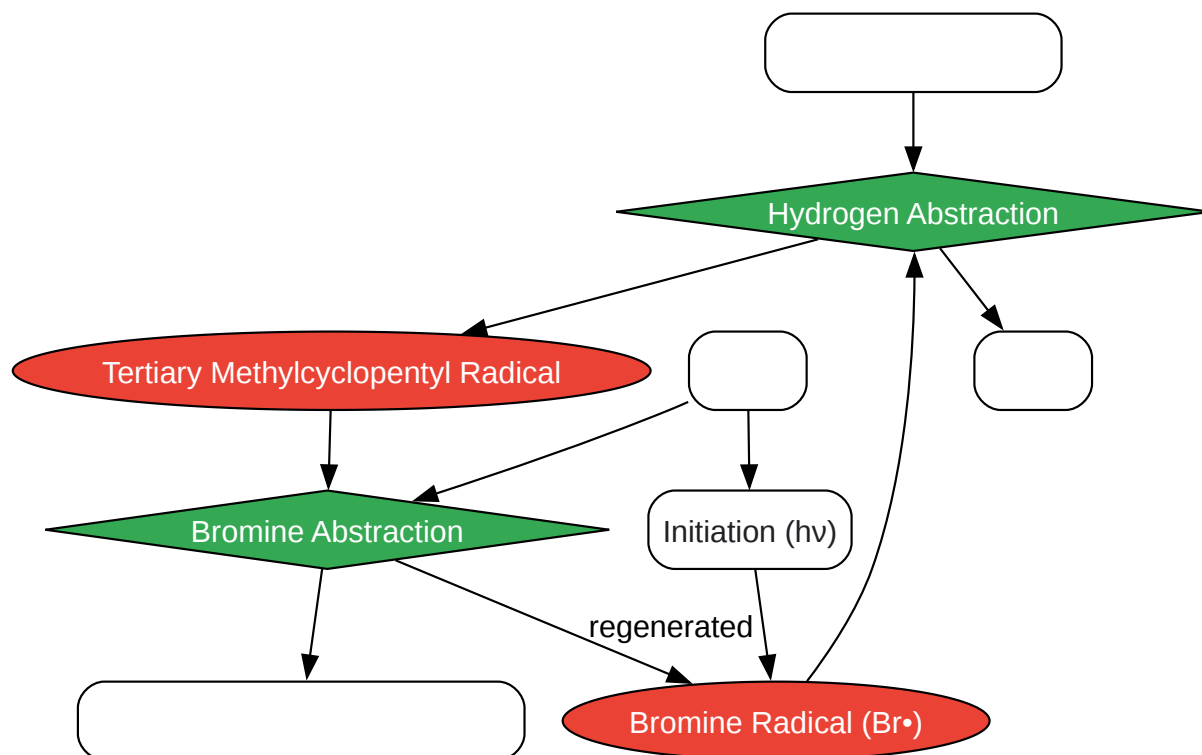 Hydrogen Abstraction
Tertiary Methylcyclopentyl Radical
Bromine Abstraction
Initiation (hν)
regenerated
Bromine Radical (Br•)